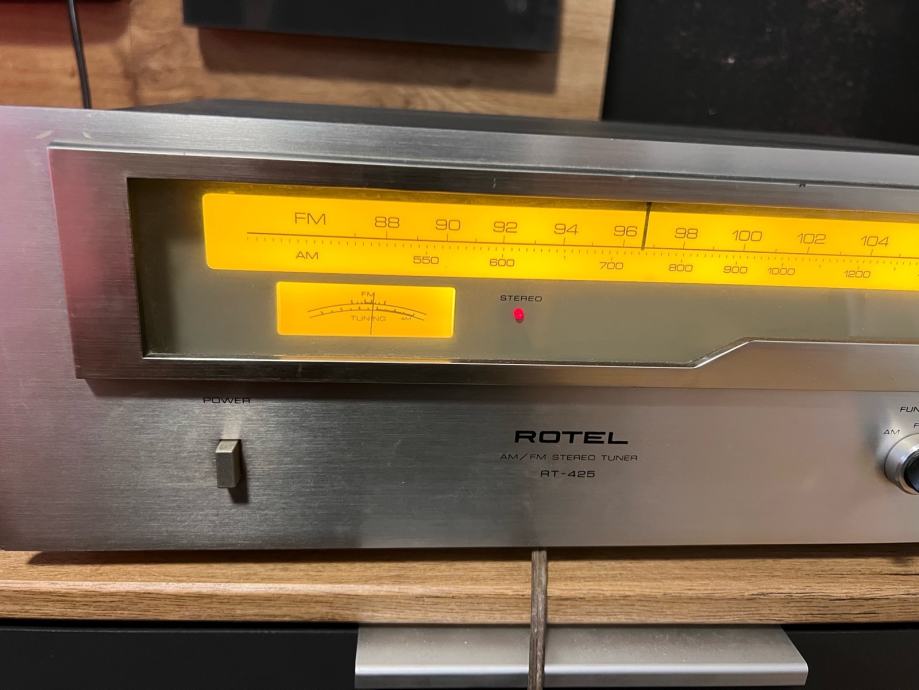 FM 88 90 92 94 96 98 100 102 104
AM 550 600 700 800 900 1000 1200
FM
TUNING AM
STEREO
POWER
ROTEL
AM/FM STEREO TUNER
RT-425
AM